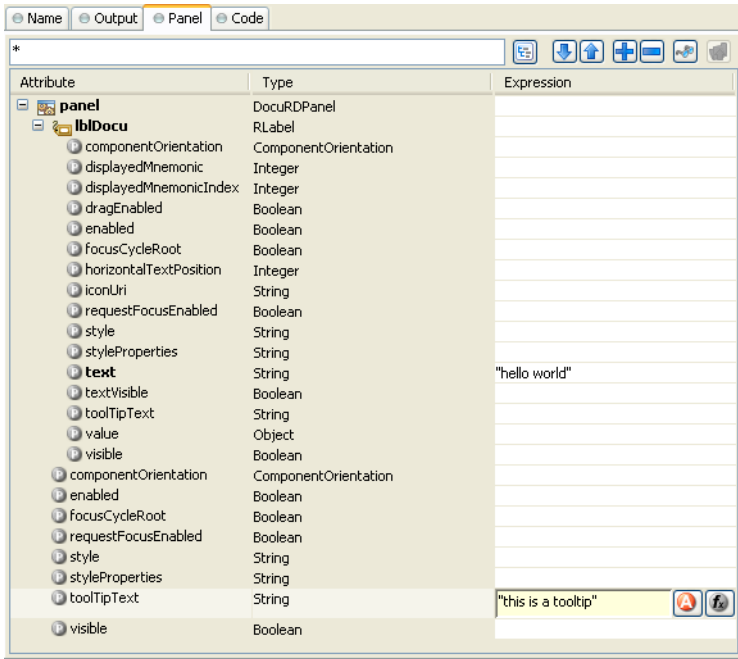 Name Output Panel Code
*
Attribute Type Expression
panel DocuRDPanel
lblDocu RLabel
componentOrientation ComponentOrientation
displayedMnemonic Integer
displayedMnemonicIndex Integer
dragEnabled Boolean
enabled Boolean
focusCycleRoot Boolean
horizontalTextPosition Integer
iconUri String
requestFocusEnabled Boolean
style String
styleProperties String
text String "hello world"
textVisible Boolean
toolTipText String
value Object
visible Boolean
componentOrientation ComponentOrientation
enabled Boolean
focusCycleRoot Boolean
requestFocusEnabled Boolean
style String
styleProperties String
toolTipText String "this is a tooltip"
visible Boolean